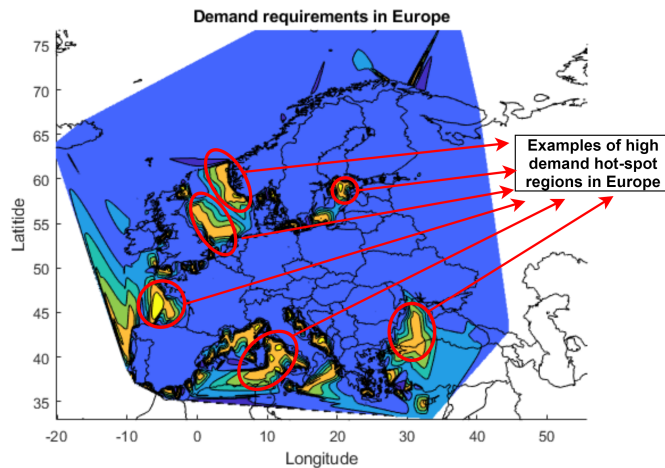 Demand requirements in Europe
75
70
65
60
55
50
45
40
35
Latitide
-20
-10
0
10
20
30
40
50
Longitude
Examples of high
demand hot-spot
regions in Europe